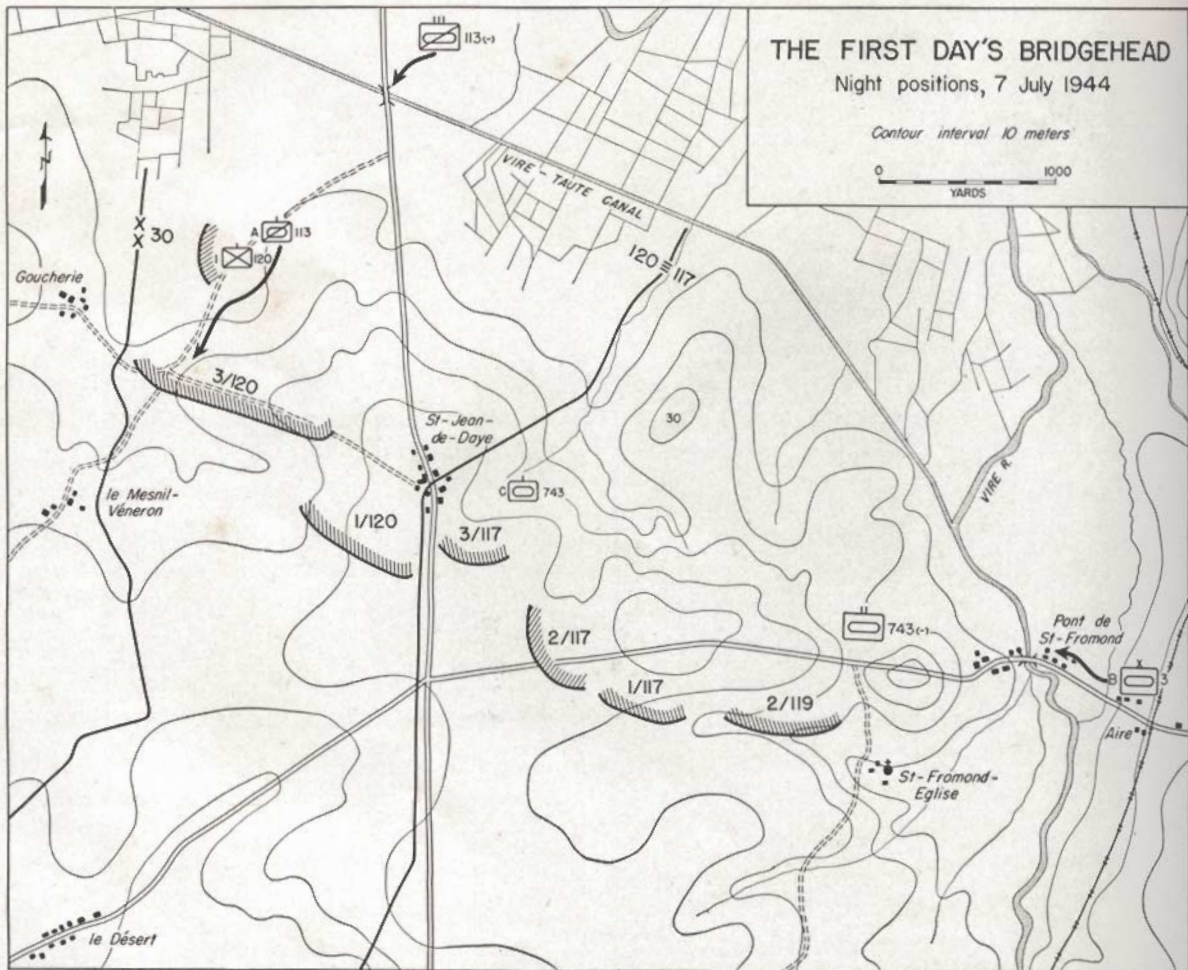 THE FIRST DAY'S BRIDGEHEAD
Night positions, 7 July 1944
Contour interval 10 meters
0 1000
YARDS
III
113(-)
VIRE - TAUTE CANAL
N
XX 30
A 113
I 120
120 III 117
Goucherie
3/120
St-Jean-
de-Daye
30
C 743
le Mesnil-
Véneron
1/120
3/117
VIRE R.
2/117
II
743(-)
Pont de
St-Fromond
X
B 3
1/117
2/119
Aire
St-Fromond-
Eglise
le Désert